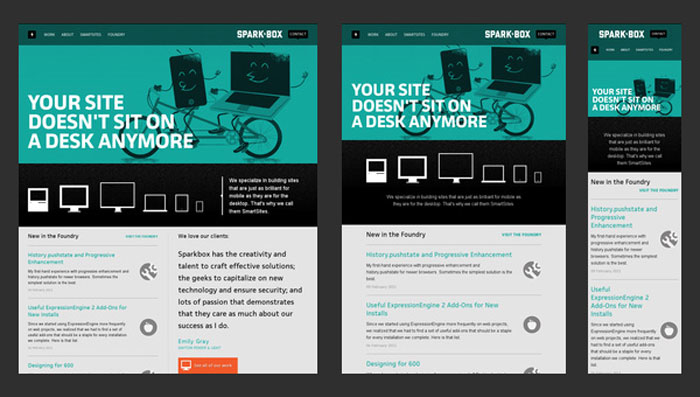 WORK ABOUT SMARTSITES FOUNDRY
SPARK BOX
CONTACT
YOUR SITE
DOESN'T SIT ON
A DESK ANYMORE
We specialize in building sites
that are just as brilliant for
mobile as they are for the
desktop. That's why we call
them SmartSites.
New in the Foundry
VISIT THE FOUNDRY
History.pushstate and Progressive
Enhancement
My first hand experience with progressive enhancement and
history.pushstate for newer browsers. Sometimes the simplest
solution is the best.
Useful ExpressionEngine 2 Add-Ons for New
Installs
Since we started using ExpressionEngine more frequently
on web projects, we realized that we had to find a set of
useful add-ons that should be a staple for every
installation we complete. Here is that list.
Designing for 600
We love our clients:
Sparkbox has the creativity and
talent to craft effective solutions;
the geeks to capitalize on new
technology and ensure security; and
lots of passion that demonstrates
that they care as much about our
success as I do.
Emily Gray
See all of our work
WORK ABOUT SMARTSITES FOUNDRY
SPARK BOX
CONTACT
YOUR SITE
DOESN'T SIT ON
A DESK ANYMORE
We specialize in building sites that are just as brilliant for mobile as
they are for the desktop. That's why we call them SmartSites.
New in the Foundry
VISIT THE FOUNDRY
History.pushstate and Progressive Enhancement
My first hand experience with progressive enhancement and
history.pushstate for newer browsers. Sometimes the simplest solution is the
best.
Useful ExpressionEngine 2 Add-Ons for New
Installs
Since we started using ExpressionEngine more frequently on web projects, we
realized that we had to find a set of useful add-ons that should be a staple for
every installation we complete. Here is that list.
Designing for 600
SPARK BOX
CONTACT
WORK ABOUT SMARTSITES FOUNDRY
YOUR SITE
DOESN'T SIT ON
A DESK ANYMORE
We specialize in building sites
that are just as brilliant for
mobile as they are for the
desktop. That's why we call
them SmartSites.
New in the Foundry
VISIT THE FOUNDRY
History.pushstate
and Progressive
Enhancement
My first hand experience
with progressive
enhancement and
history.pushstate for newer
browsers. Sometimes the
simplest solution is the best.
Useful
ExpressionEngine 2
Add-Ons for New
Installs
Since we started using
ExpressionEngine more
frequently on web projects,
we realized that we had to
find a set of useful add-ons
that should be a staple for
every installation we
complete. Here is that list.